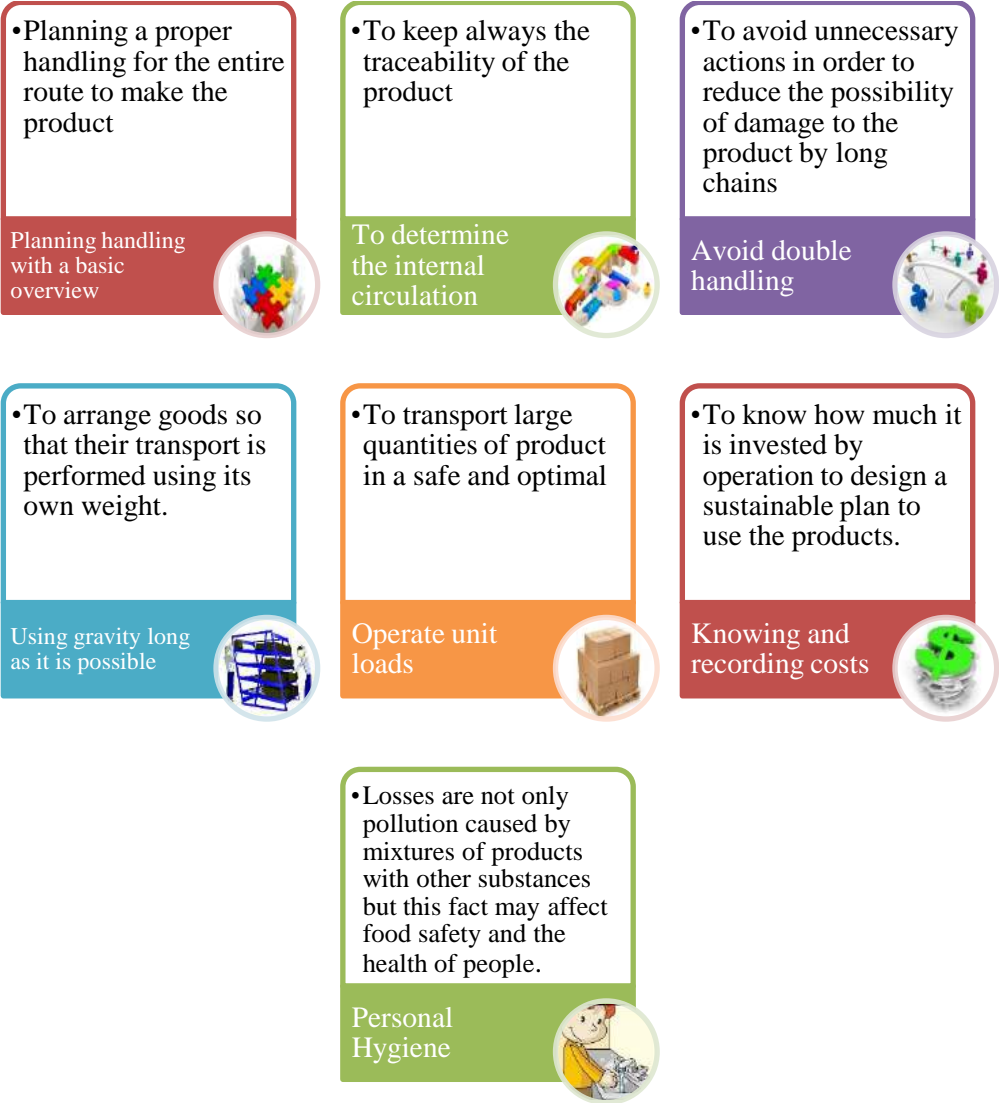 •Planning a proper
handling for the entire
route to make the
product
Planning handling
with a basic
overview
•To keep always the
traceability of the
product
To determine
the internal
circulation
•To avoid unnecessary
actions in order to
reduce the possibility
of damage to the
product by long
chains
Avoid double
handling
•To arrange goods so
that their transport is
performed using its
own weight.
Using gravity long
as it is possible
•To transport large
quantities of product
in a safe and optimal
Operate unit
loads
•To know how much it
is invested by
operation to design a
sustainable plan to
use the products.
Knowing and
recording costs
•Losses are not only
pollution caused by
mixtures of products
with other substances
but this fact may affect
food safety and the
health of people.
Personal
Hygiene